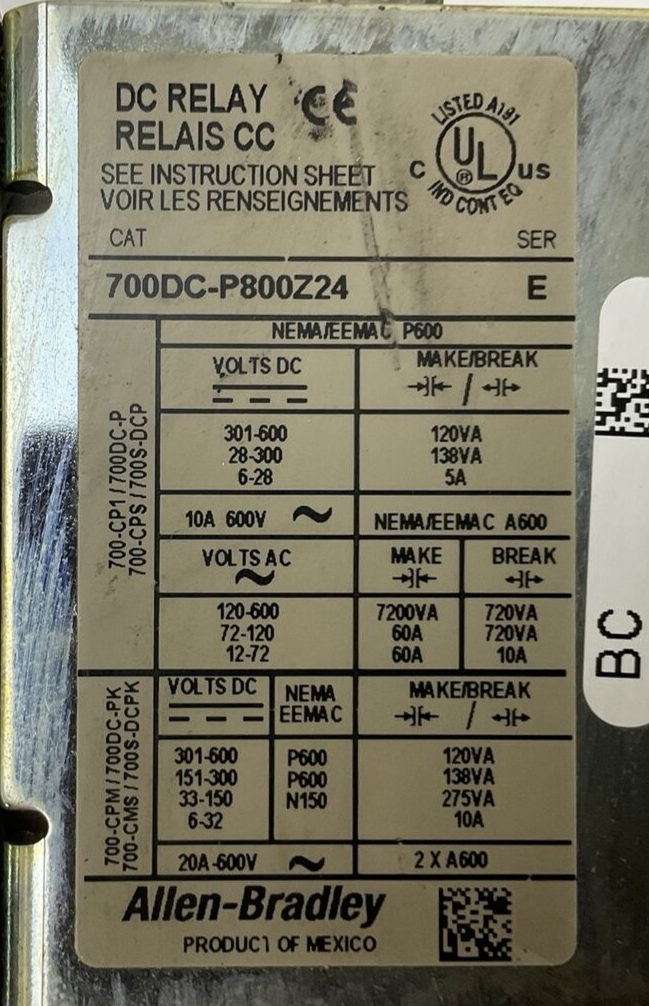 DC RELAY CE
RELAIS CC
LISTED A191
C UL ® US
IND CONT EQ
SEE INSTRUCTION SHEET
VOIR LES RENSEIGNEMENTS
CAT SER
700DC-P800Z24 E
700-CP1 / 700DC-P
700-CPS / 700S-DCP
NEMA/EEMAC P600
VOLTS DC MAKE/BREAK
/
301-600 120VA
28-300 138VA
6-28 5A
10A 600V ~ NEMA/EEMAC A600
VOLTS AC MAKE BREAK
~
120-600 7200VA 720VA
72-120 60A 720VA
12-72 60A 10A
700-CPM / 700DC-PK
700-CMS / 700S-DCPK
VOLTS DC NEMA MAKE/BREAK
EEMAC /
301-600 P600 120VA
151-300 P600 138VA
33-150 N150 275VA
6-32 10A
20A-600V ~ 2 X A600
Allen-Bradley
PRODUCT OF MEXICO
BC